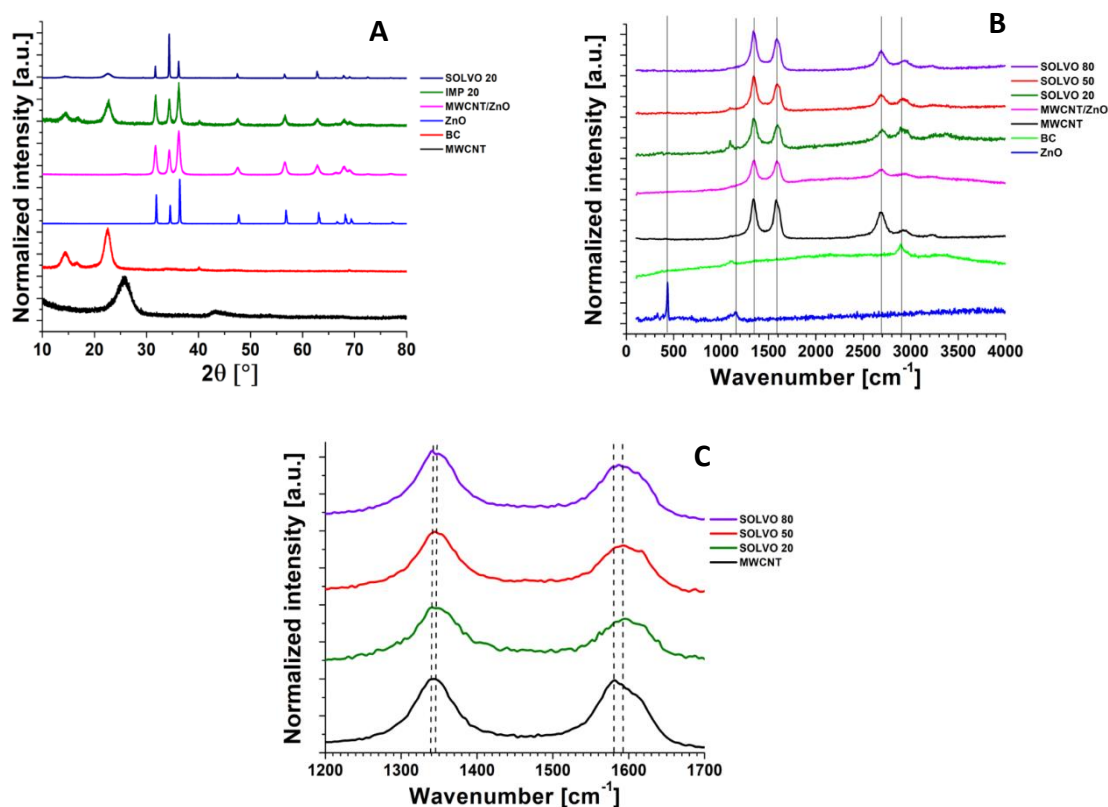 A
Normalized intensity [a.u.]
SOLVO 20
IMP 20
MWCNT/ZnO
ZnO
BC
MWCNT
10 20 30 40 50 60 70 80
2θ [°]
B
Normalized intensity [a.u.]
SOLVO 80
SOLVO 50
SOLVO 20
MWCNT/ZnO
MWCNT
BC
ZnO
500 1000 1500 2000 2500 3000 3500 4000
Wavenumber [cm⁻¹]
C
Normalized intensity [a.u.]
SOLVO 80
SOLVO 50
SOLVO 20
MWCNT
1200 1300 1400 1500 1600 1700
Wavenumber [cm⁻¹]